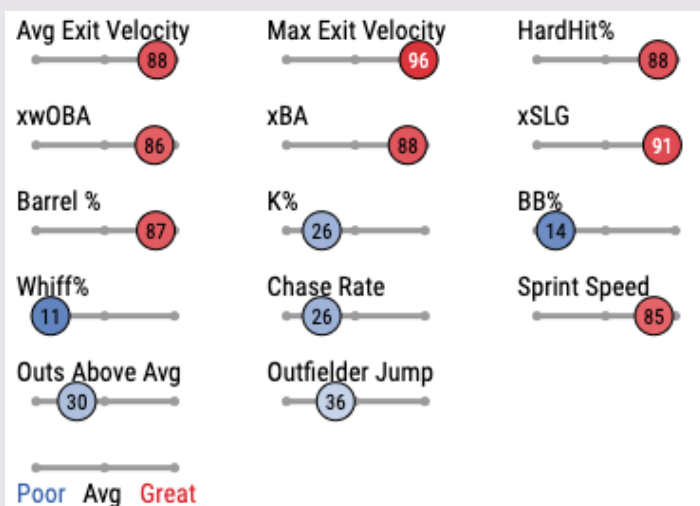 Avg Exit Velocity Max Exit Velocity HardHit%
88 96 88
xwOBA xBA xSLG
86 88 91
Barrel % K% BB%
87 26 14
Whiff% Chase Rate Sprint Speed
11 26 85
Outs Above Avg Outfielder Jump
30 36
Poor Avg Great